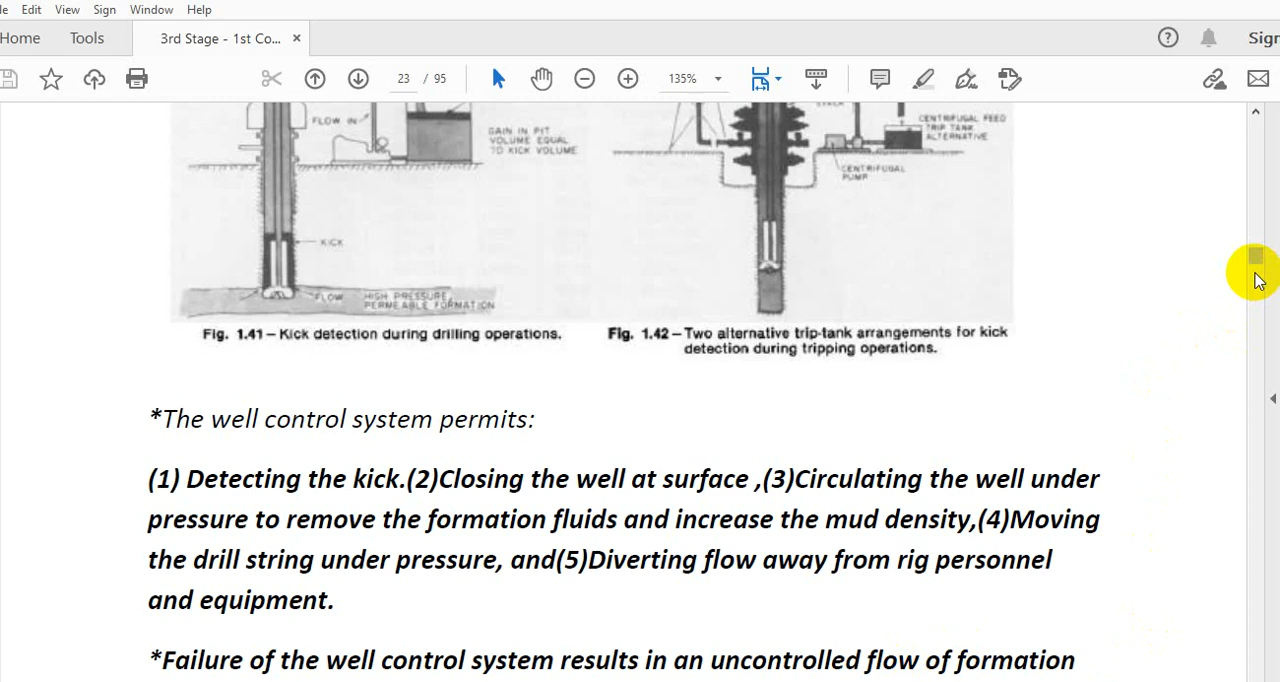 le Edit View Sign Window Help
Home Tools 3rd Stage - 1st Co... × Sign
23 / 95 135%
FLOW IN
GAIN IN PIT
VOLUME EQUAL
TO KICK VOLUME
KICK
FLOW HIGH PRESSURE,
PERMEABLE FORMATION
STACK
CENTRIFUGAL FEED
TRIP TANK
ALTERNATIVE
CENTRIFUGAL
PUMP
Fig. 1.41 – Kick detection during drilling operations.
Fig. 1.42 – Two alternative trip-tank arrangements for kick
detection during tripping operations.
*The well control system permits:
(1) Detecting the kick.(2)Closing the well at surface ,(3)Circulating the well under
pressure to remove the formation fluids and increase the mud density,(4)Moving
the drill string under pressure, and(5)Diverting flow away from rig personnel
and equipment.
*Failure of the well control system results in an uncontrolled flow of formation